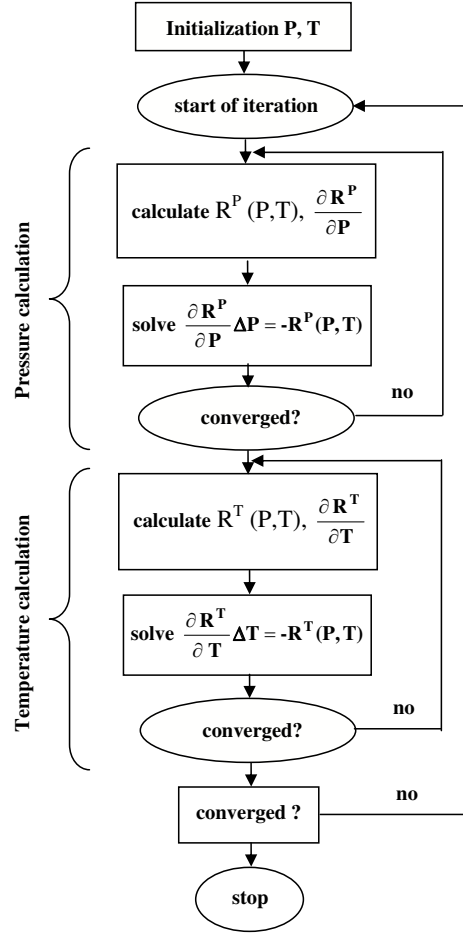 Initialization P, T
start of iteration
Pressure calculation
calculate R^P (P,T), ∂R^P/∂P
solve ∂R^P/∂P ΔP = -R^P(P,T)
converged?
no
Temperature calculation
calculate R^T (P,T), ∂R^T/∂T
solve ∂R^T/∂T ΔT = -R^T(P,T)
converged?
no
converged ?
no
stop